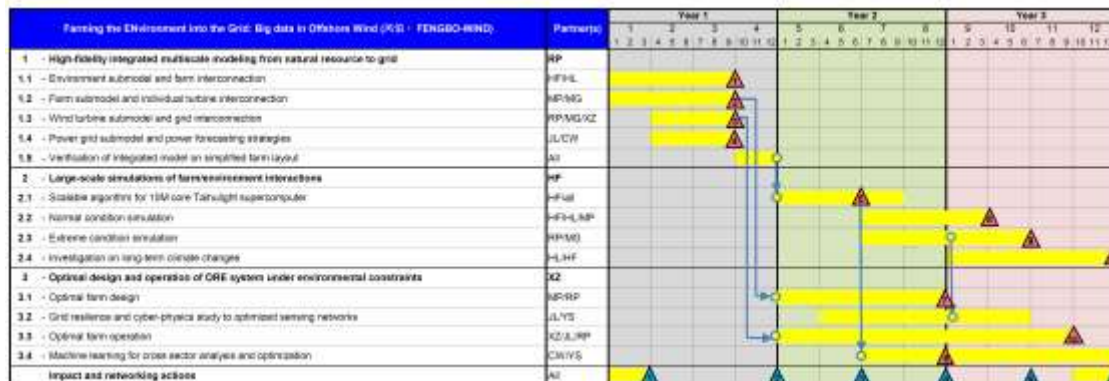 Farming the ENvironment into the Grid: Big data in Offshore Wind (风伯 - FENGBO-WIND) Partner(s) Year 1 Year 2 Year 3
1 2 3 4 5 6 7 8 9 10 11 12
1 - High-fidelity integrated multiscale modeling from natural resource to grid RP
1.1 - Environment submodel and farm interconnection HF/HL
1.2 - Farm submodel and individual turbine interconnection MP/MG
1.3 - Wind turbine submodel and grid interconnection RP/MG/XZ
1.4 - Power grid submodel and power forecasting strategies JL/CW
1.5 - Verification of integrated model on simplified farm layout All
2 - Large-scale simulations of farm/environment interactions HF
2.1 - Scalable algorithm for 10M core Taihulight supercomputer HF/all
2.2 - Normal condition simulation HF/HL/MP
2.3 - Extreme condition simulation RP/MG
2.4 - Investigation on long-term climate changes HL/HF
3 - Optimal design and operation of ORE system under environmental constraints XZ
3.1 - Optimal farm design MP/RP
3.2 - Grid resilience and cyber-physics study to optimized sensing networks JL/YS
3.3 - Optimal farm operation XZ/JL/RP
3.4 - Machine learning for cross sector analysis and optimization CW/YS
Impact and networking actions All